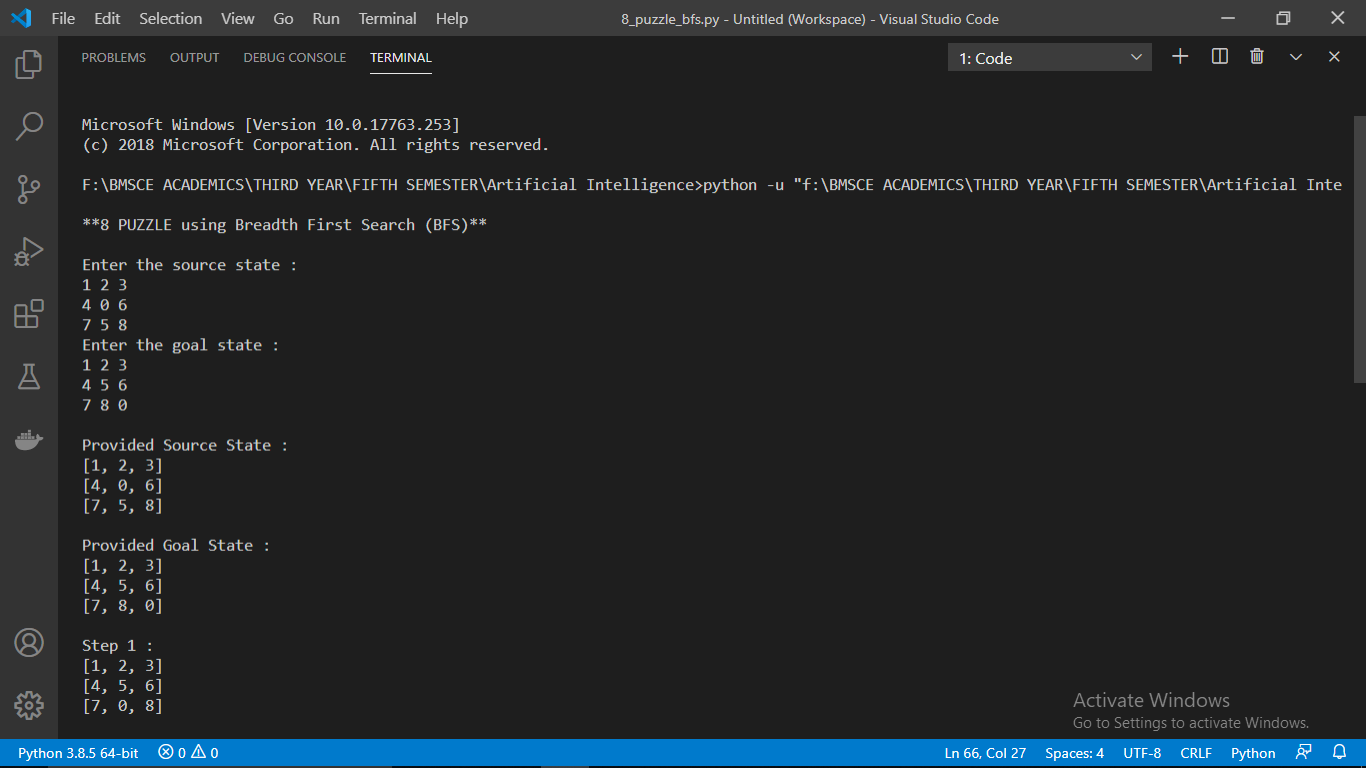 File Edit Selection View Go Run Terminal Help 8_puzzle_bfs.py - Untitled (Workspace) - Visual Studio Code
PROBLEMS OUTPUT DEBUG CONSOLE TERMINAL 1: Code
Microsoft Windows [Version 10.0.17763.253]
(c) 2018 Microsoft Corporation. All rights reserved.
F:\BMSCE ACADEMICS\THIRD YEAR\FIFTH SEMESTER\Artificial Intelligence>python -u "f:\BMSCE ACADEMICS\THIRD YEAR\FIFTH SEMESTER\Artificial Inte
**8 PUZZLE using Breadth First Search (BFS)**
Enter the source state :
1 2 3
4 0 6
7 5 8
Enter the goal state :
1 2 3
4 5 6
7 8 0
Provided Source State :
[1, 2, 3]
[4, 0, 6]
[7, 5, 8]
Provided Goal State :
[1, 2, 3]
[4, 5, 6]
[7, 8, 0]
Step 1 :
[1, 2, 3]
[4, 5, 6]
[7, 0, 8]
Activate Windows
Go to Settings to activate Windows.
Python 3.8.5 64-bit 0 0 Ln 66, Col 27 Spaces: 4 UTF-8 CRLF Python